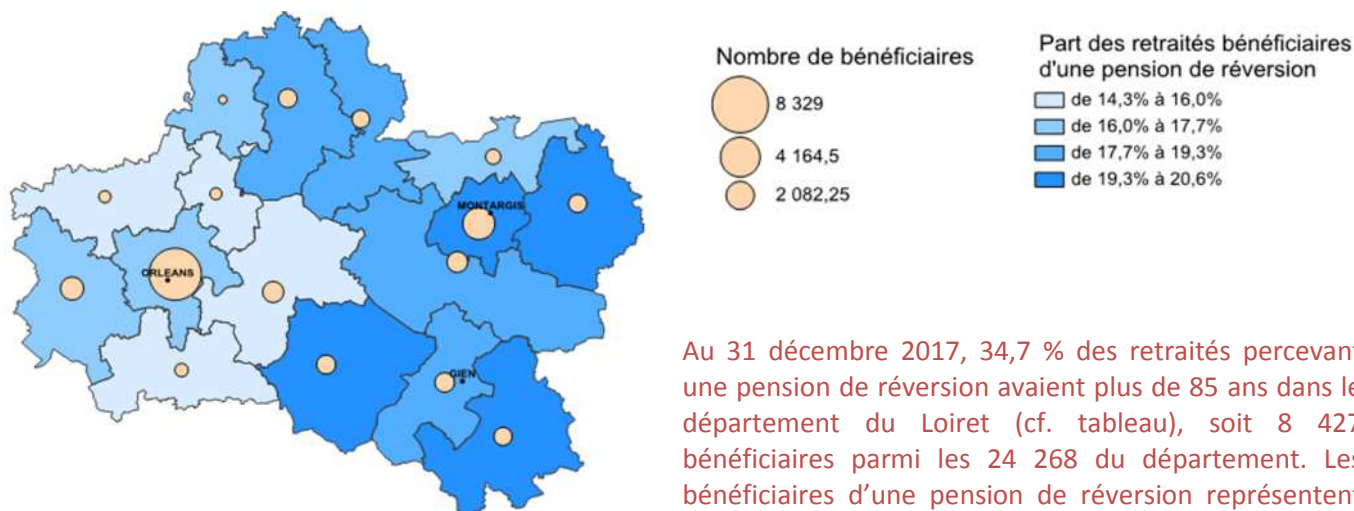 Nombre de bénéficiaires
8 329
4 164,5
2 082,25
Part des retraités bénéficiaires
d'une pension de réversion
de 14,3% à 16,0%
de 16,0% à 17,7%
de 17,7% à 19,3%
de 19,3% à 20,6%
MONTARGIS
ORLEANS
GIEN
Au 31 décembre 2017, 34,7 % des retraités percevant
une pension de réversion avaient plus de 85 ans dans le
département du Loiret (cf. tableau), soit 8 427
bénéficiaires parmi les 24 268 du département. Les
bénéficiaires d’une pension de réversion représentent